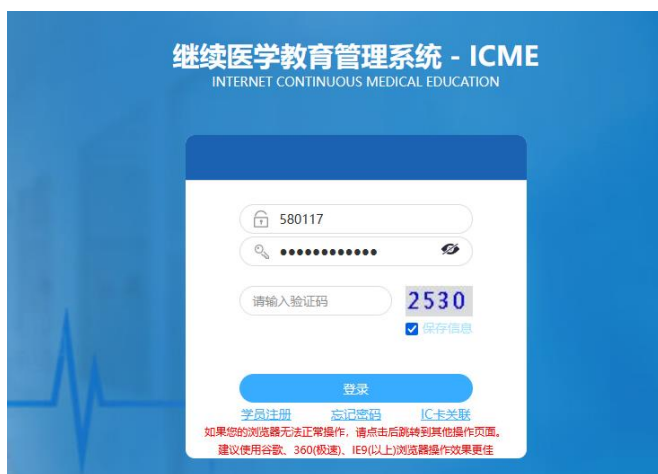 继续医学教育管理系统 - ICME
INTERNET CONTINUOUS MEDICAL EDUCATION
580117
••••••••••••
请输入验证码
2530
保存信息
登录
学员注册 忘记密码 IC卡关联
如果您的浏览器无法正常操作，请点击后跳转到其他操作页面。
建议使用谷歌、360(极速)、IE9(以上)浏览器操作效果更佳